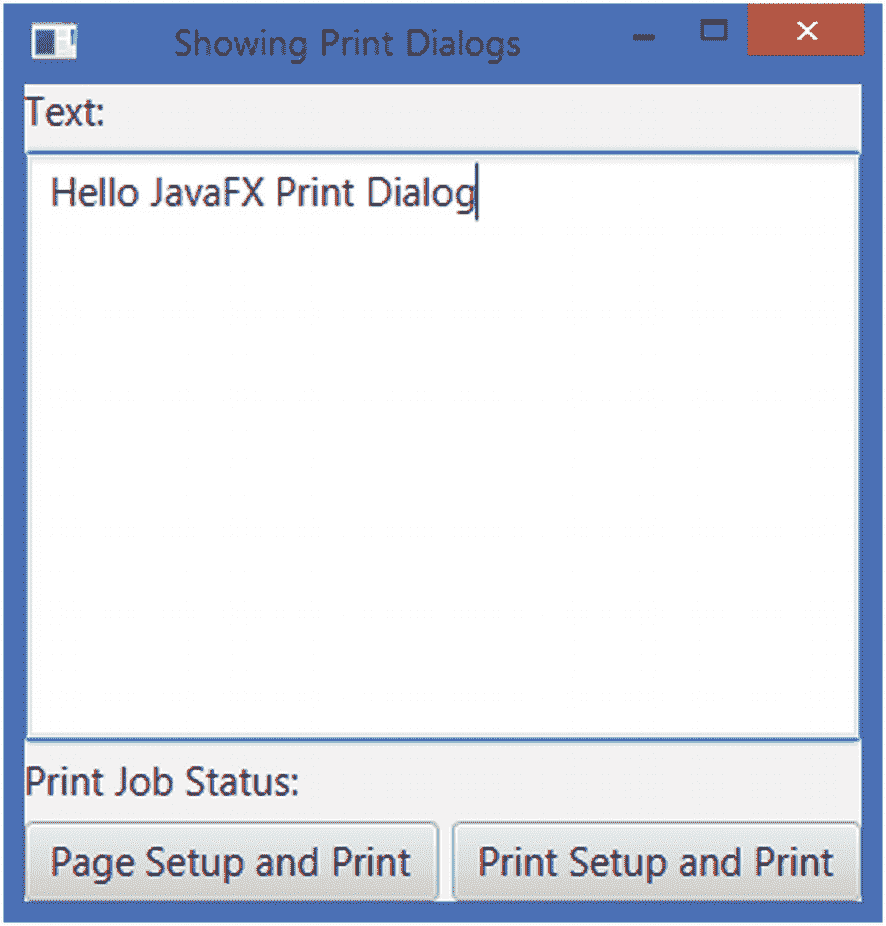 Showing Print Dialogs
Text:
Hello JavaFX Print Dialog
Print Job Status:
Page Setup and Print
Print Setup and Print